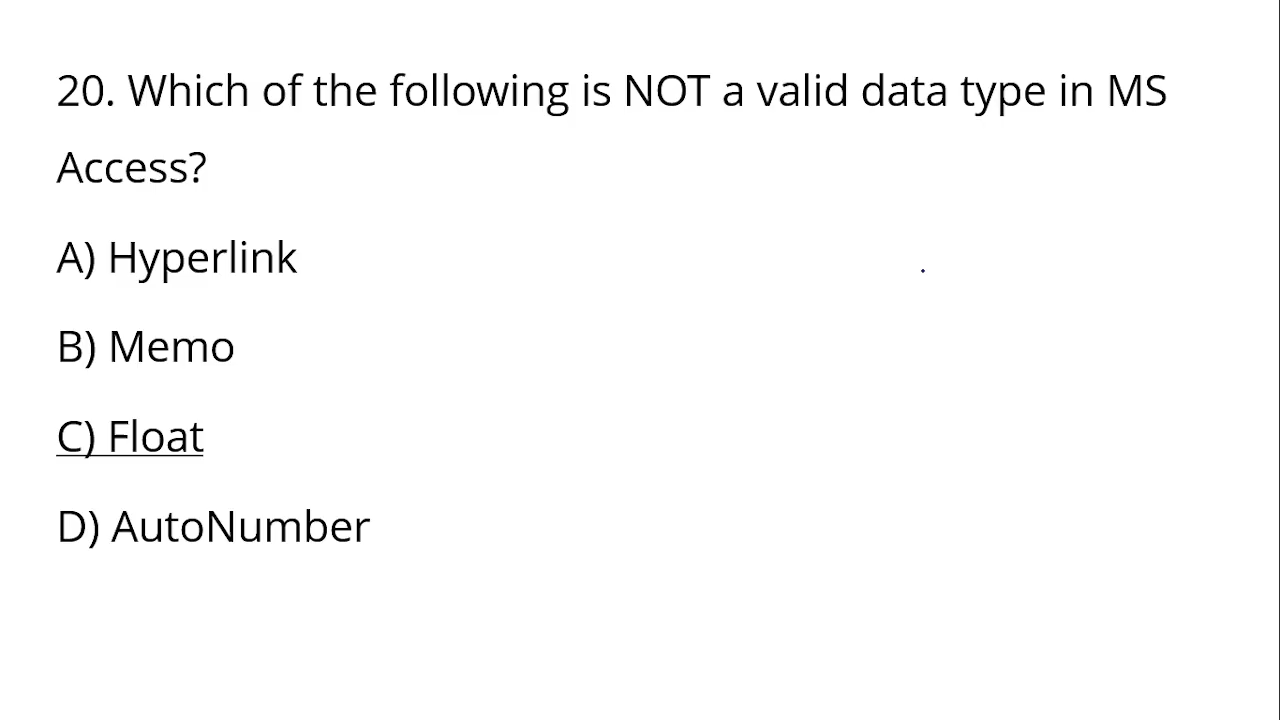 20. Which of the following is NOT a valid data type in MS
Access?
A) Hyperlink
B) Memo
C) Float
D) AutoNumber